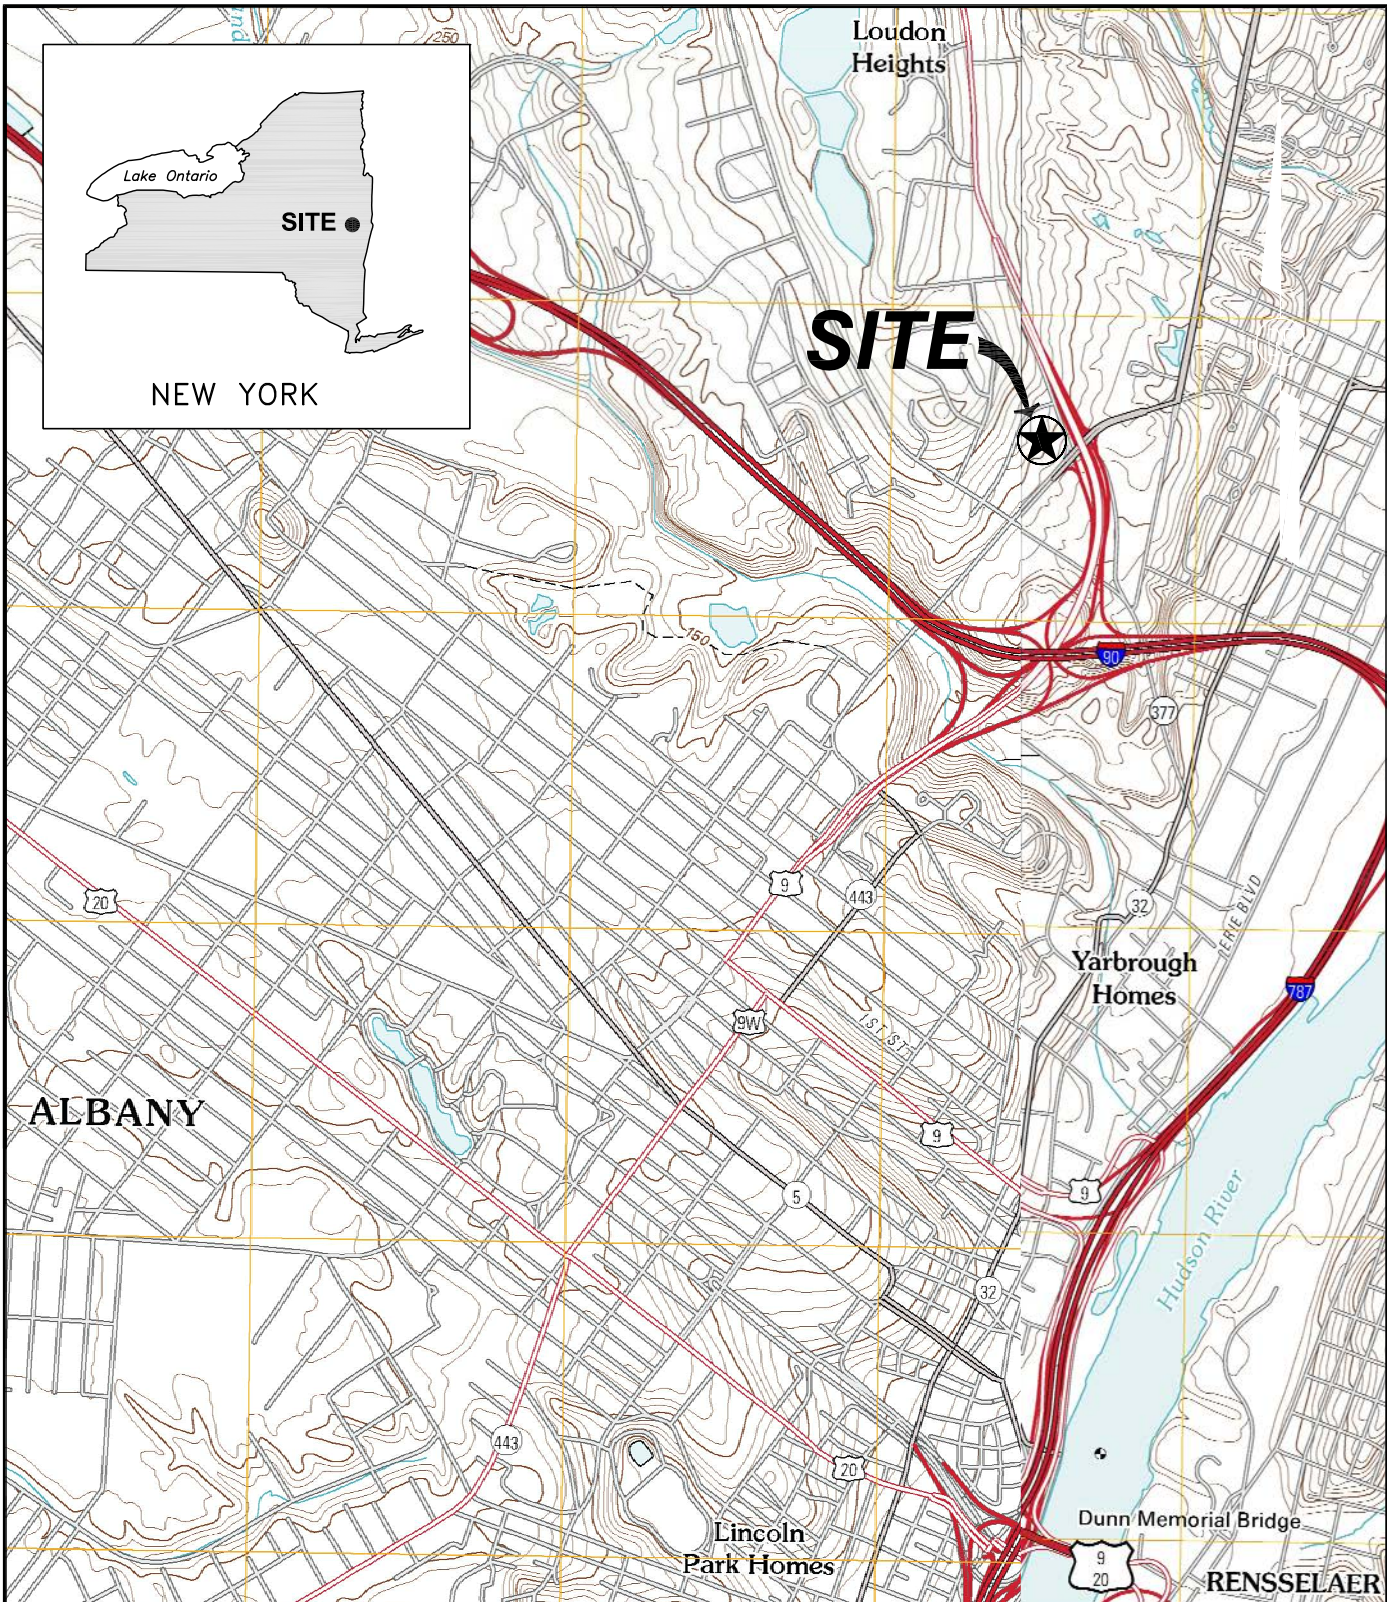 250
Loudon
Heights
Lake Ontario
SITE
NEW YORK
SITE
150
90
377
9
443
20
32
ERIE BLVD
Yarbrough
Homes
787
9W
1ST ST
ALBANY
9
9
5
Hudson River
32
443
20
Dunn Memorial Bridge
Lincoln
Park Homes
9
20
RENSSELAER